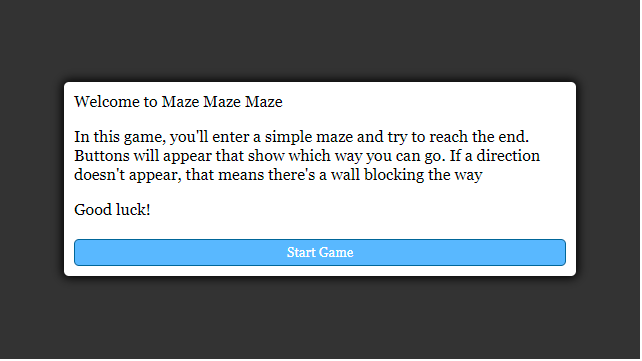 Welcome to Maze Maze Maze
In this game, you'll enter a simple maze and try to reach the end.
Buttons will appear that show which way you can go. If a direction
doesn't appear, that means there's a wall blocking the way
Good luck!
Start Game